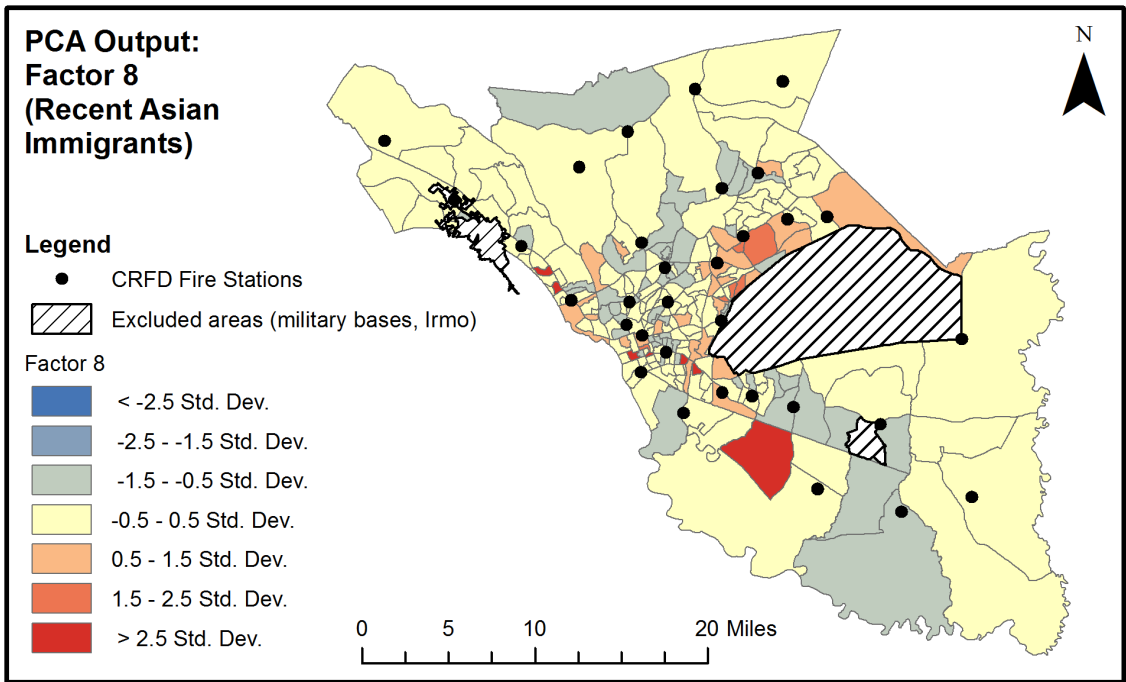 PCA Output:
Factor 8
(Recent Asian
Immigrants)
N
Legend
CRFD Fire Stations
Excluded areas (military bases, Irmo)
Factor 8
< -2.5 Std. Dev.
-2.5 - -1.5 Std. Dev.
-1.5 - -0.5 Std. Dev.
-0.5 - 0.5 Std. Dev.
0.5 - 1.5 Std. Dev.
1.5 - 2.5 Std. Dev.
> 2.5 Std. Dev.
0 5 10 20 Miles